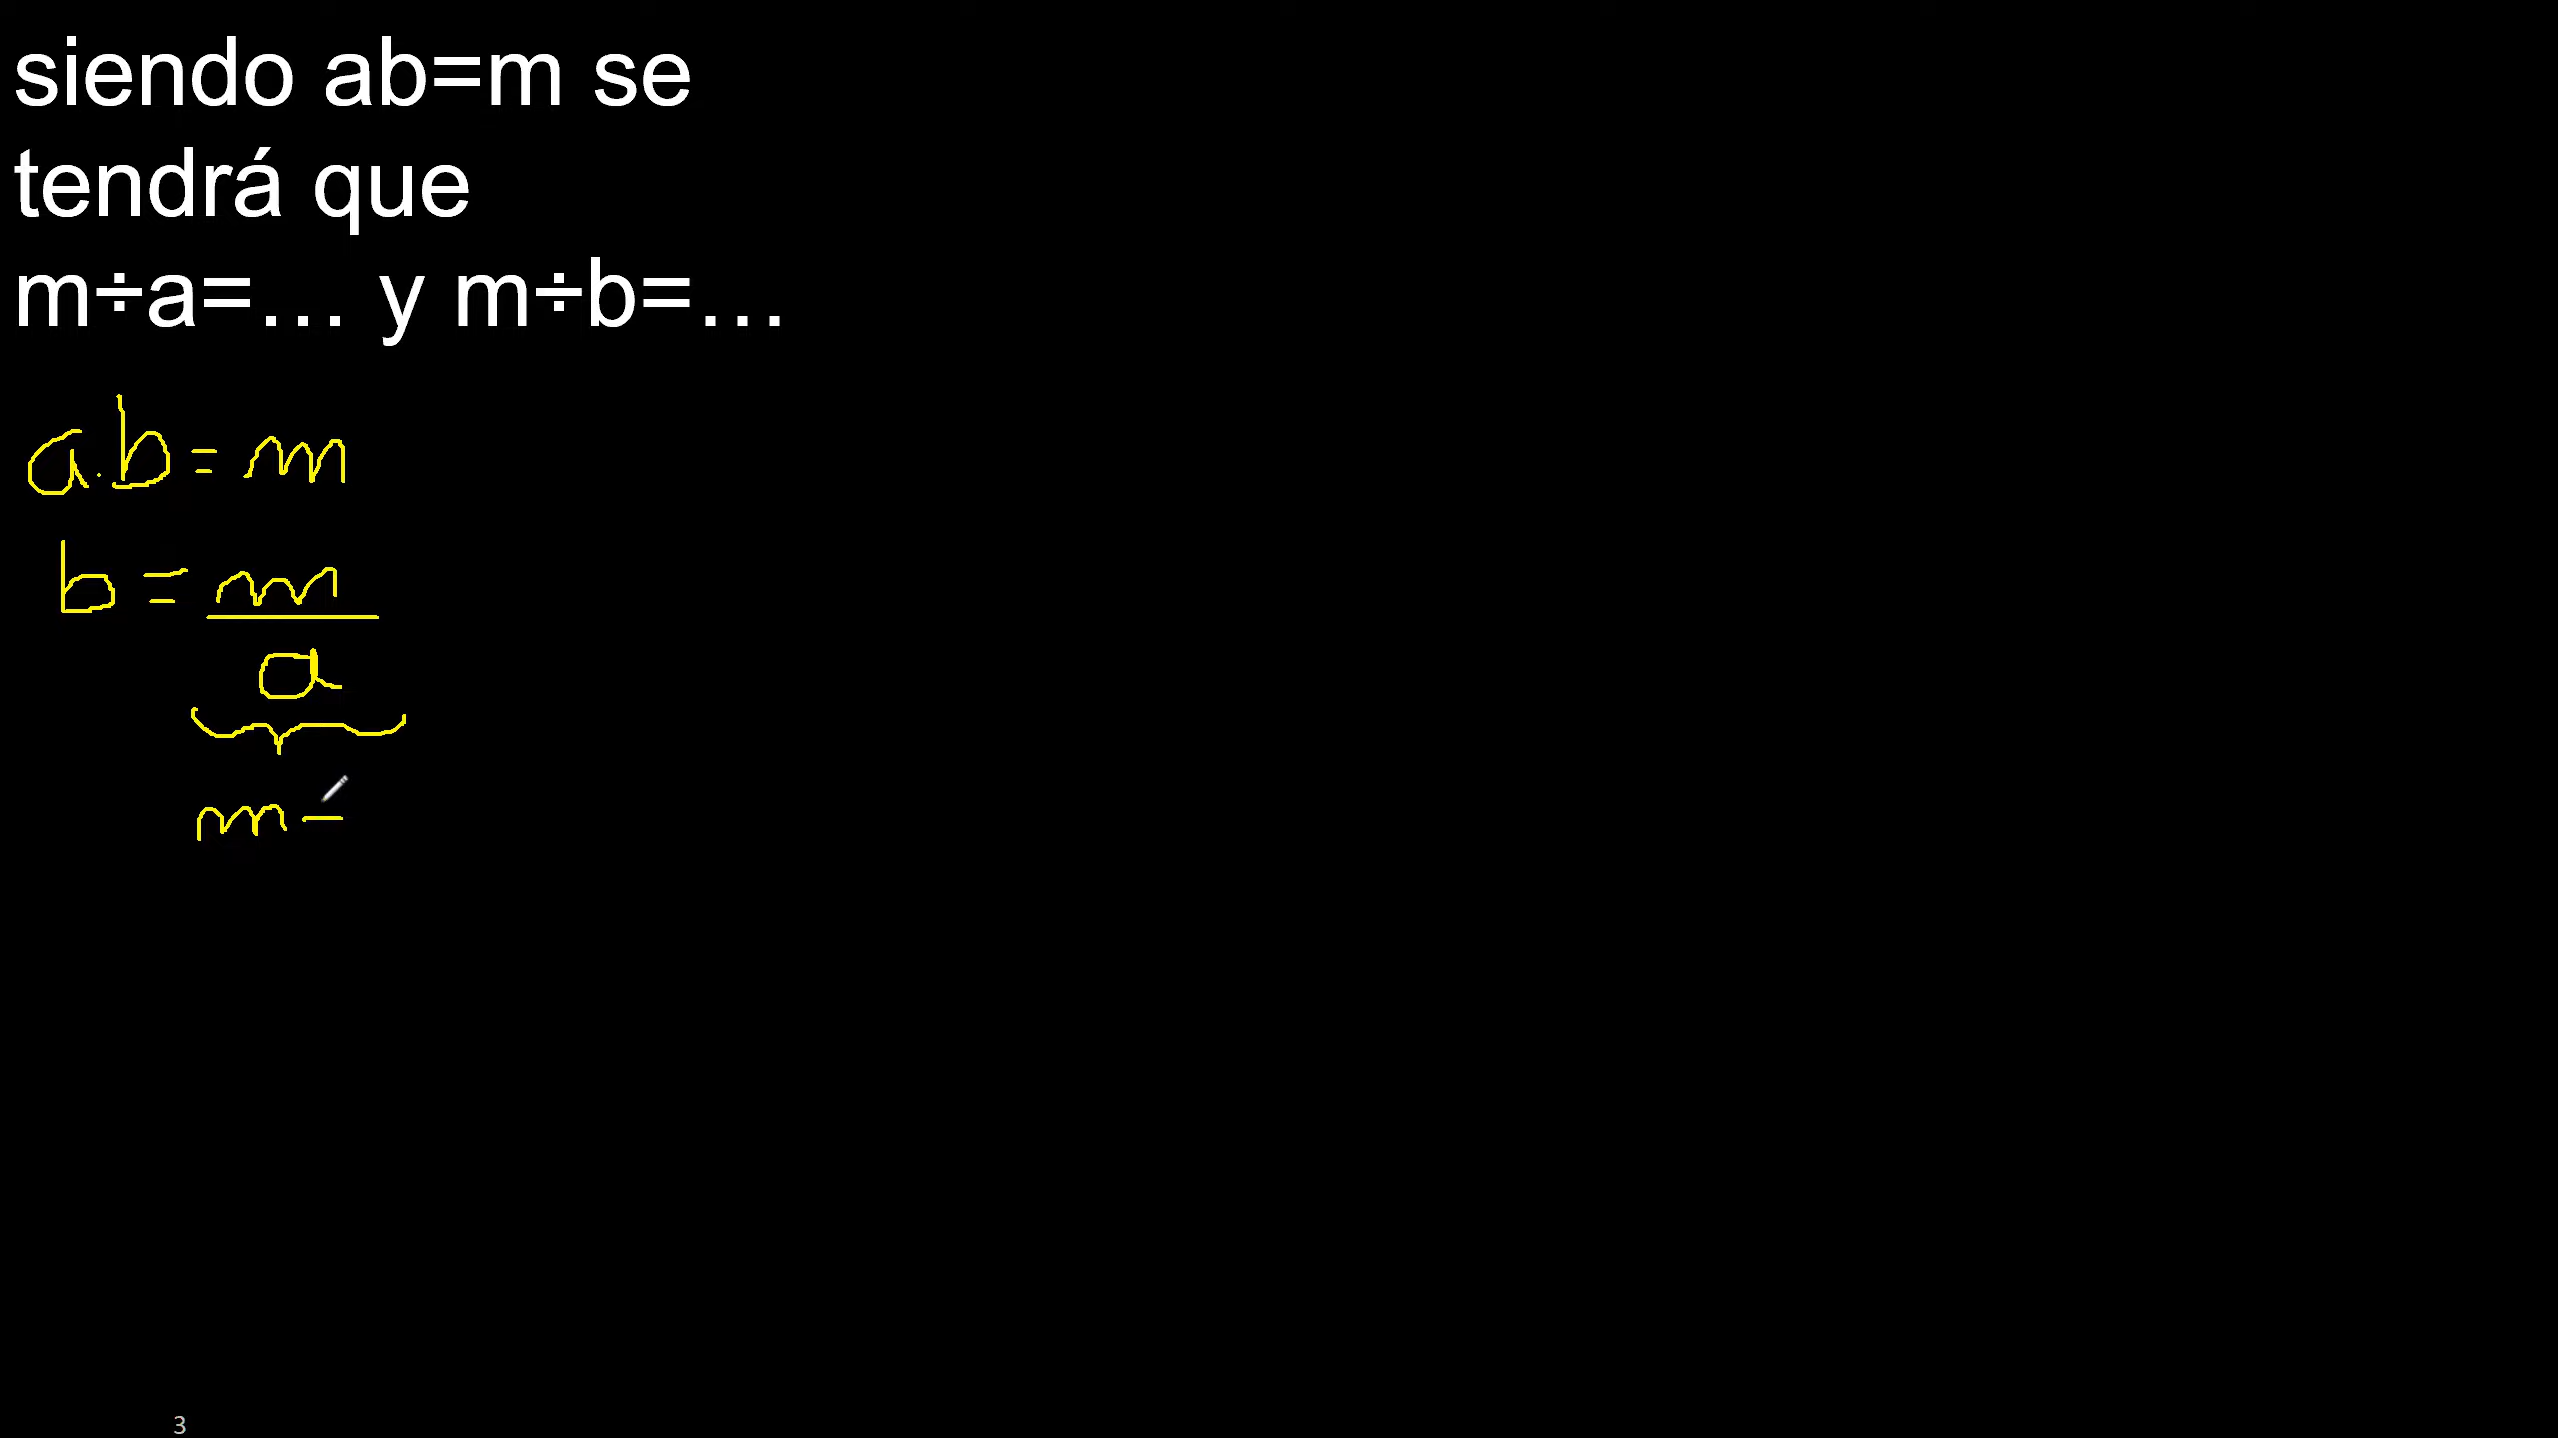 siendo ab=m se
tendrá que
m÷a=... y m÷b=...
a.b=m
b=m
a
m-
3